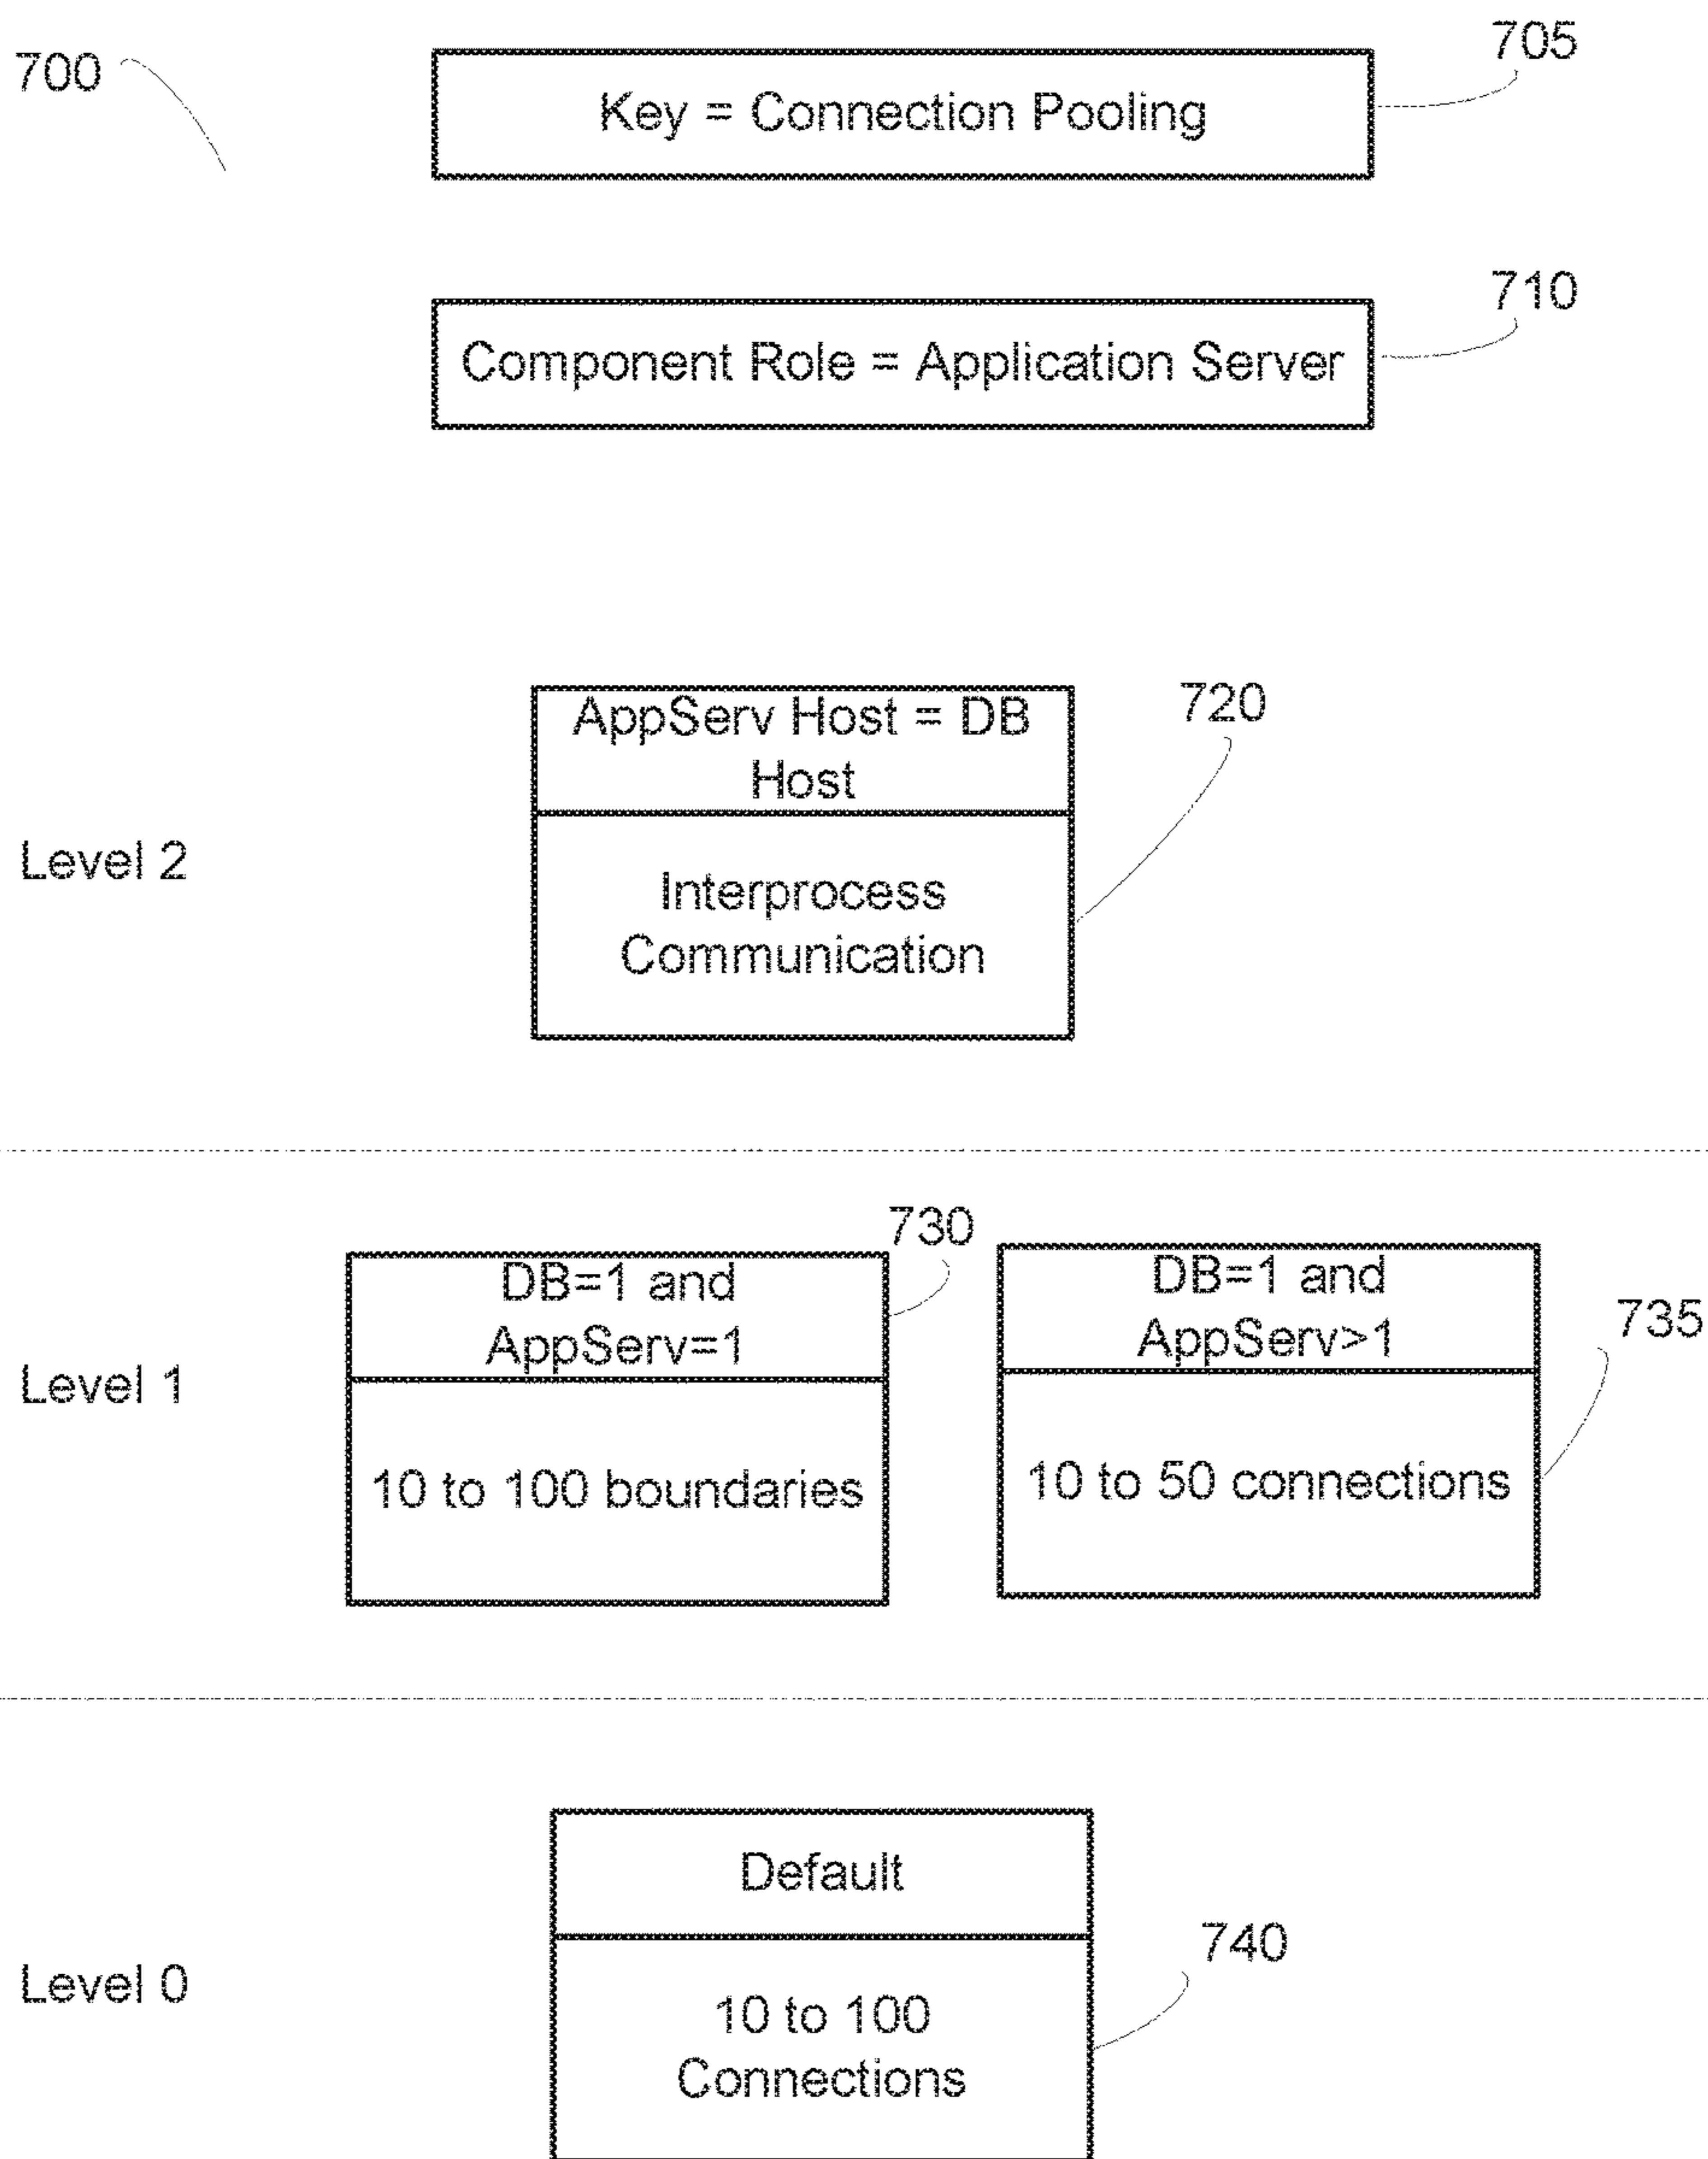 700
705
Key = Connection Pooling
710
Component Role = Application Server
720
AppServ Host = DB
Host
Level 2
Interprocess
Communication
730
DB=1 and
AppServ=1
DB=1 and
AppServ>1
735
Level 1
10 to 100 boundaries
10 to 50 connections
Default
740
Level 0
10 to 100
Connections